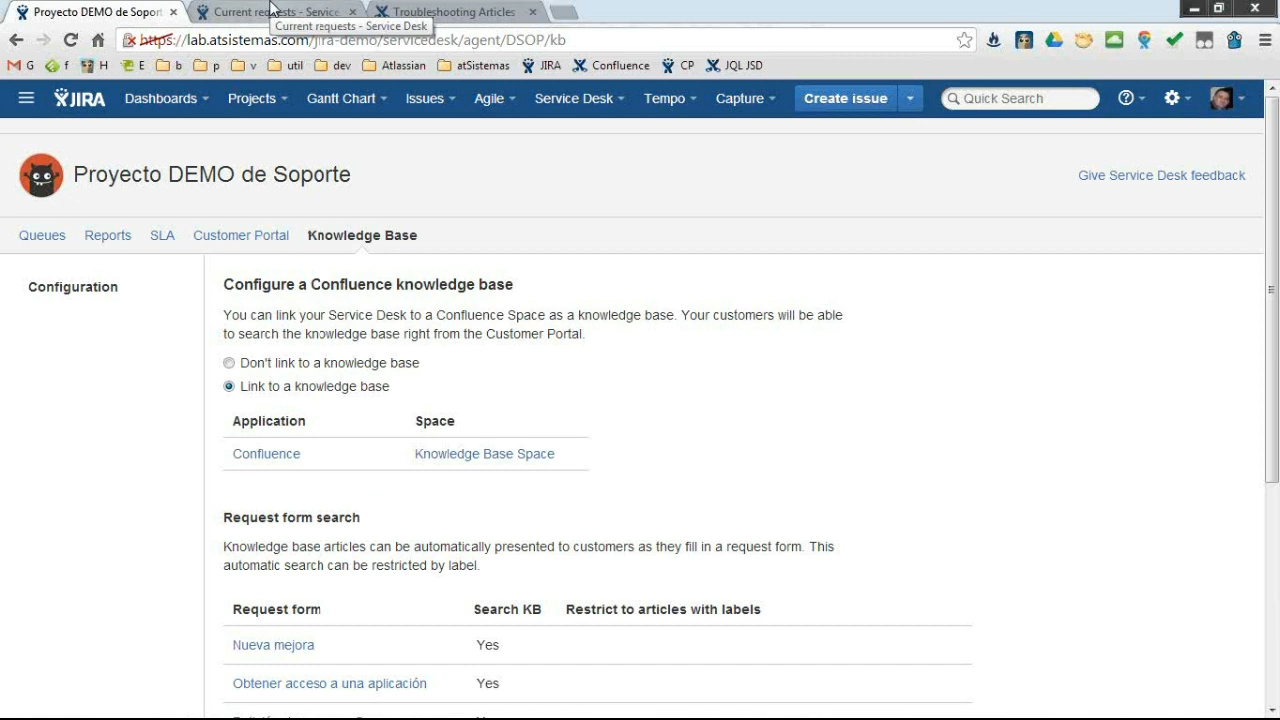 Proyecto DEMO de Soport
Current requests - Service
Troubleshooting Articles
Current requests - Service Desk
https://lab.atsistemas.com/jira-demo/servicedesk/agent/DSOP/kb
G f H E b p v util dev Atlassian atSistemas JIRA Confluence CP JQL JSD
JIRA Dashboards Projects Gantt Chart Issues Agile Service Desk Tempo Capture Create issue Quick Search
Proyecto DEMO de Soporte
Give Service Desk feedback
Queues Reports SLA Customer Portal Knowledge Base
Configuration
Configure a Confluence knowledge base
You can link your Service Desk to a Confluence Space as a knowledge base. Your customers will be able
to search the knowledge base right from the Customer Portal.
Don't link to a knowledge base
Link to a knowledge base
Application Space
Confluence Knowledge Base Space
Request form search
Knowledge base articles can be automatically presented to customers as they fill in a request form. This
automatic search can be restricted by label.
Request form Search KB Restrict to articles with labels
Nueva mejora Yes
Obtener acceso a una aplicación Yes